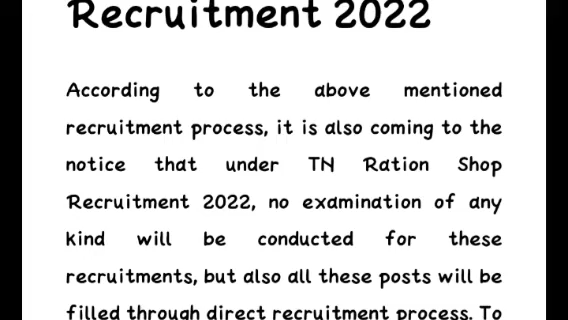 Recruitment 2022
According to the above mentioned
recruitment process, it is also coming to the
notice that under TN Ration Shop
Recruitment 2022, no examination of any
kind will be conducted for these
recruitments, but also all these posts will be
filled through direct recruitment process. To